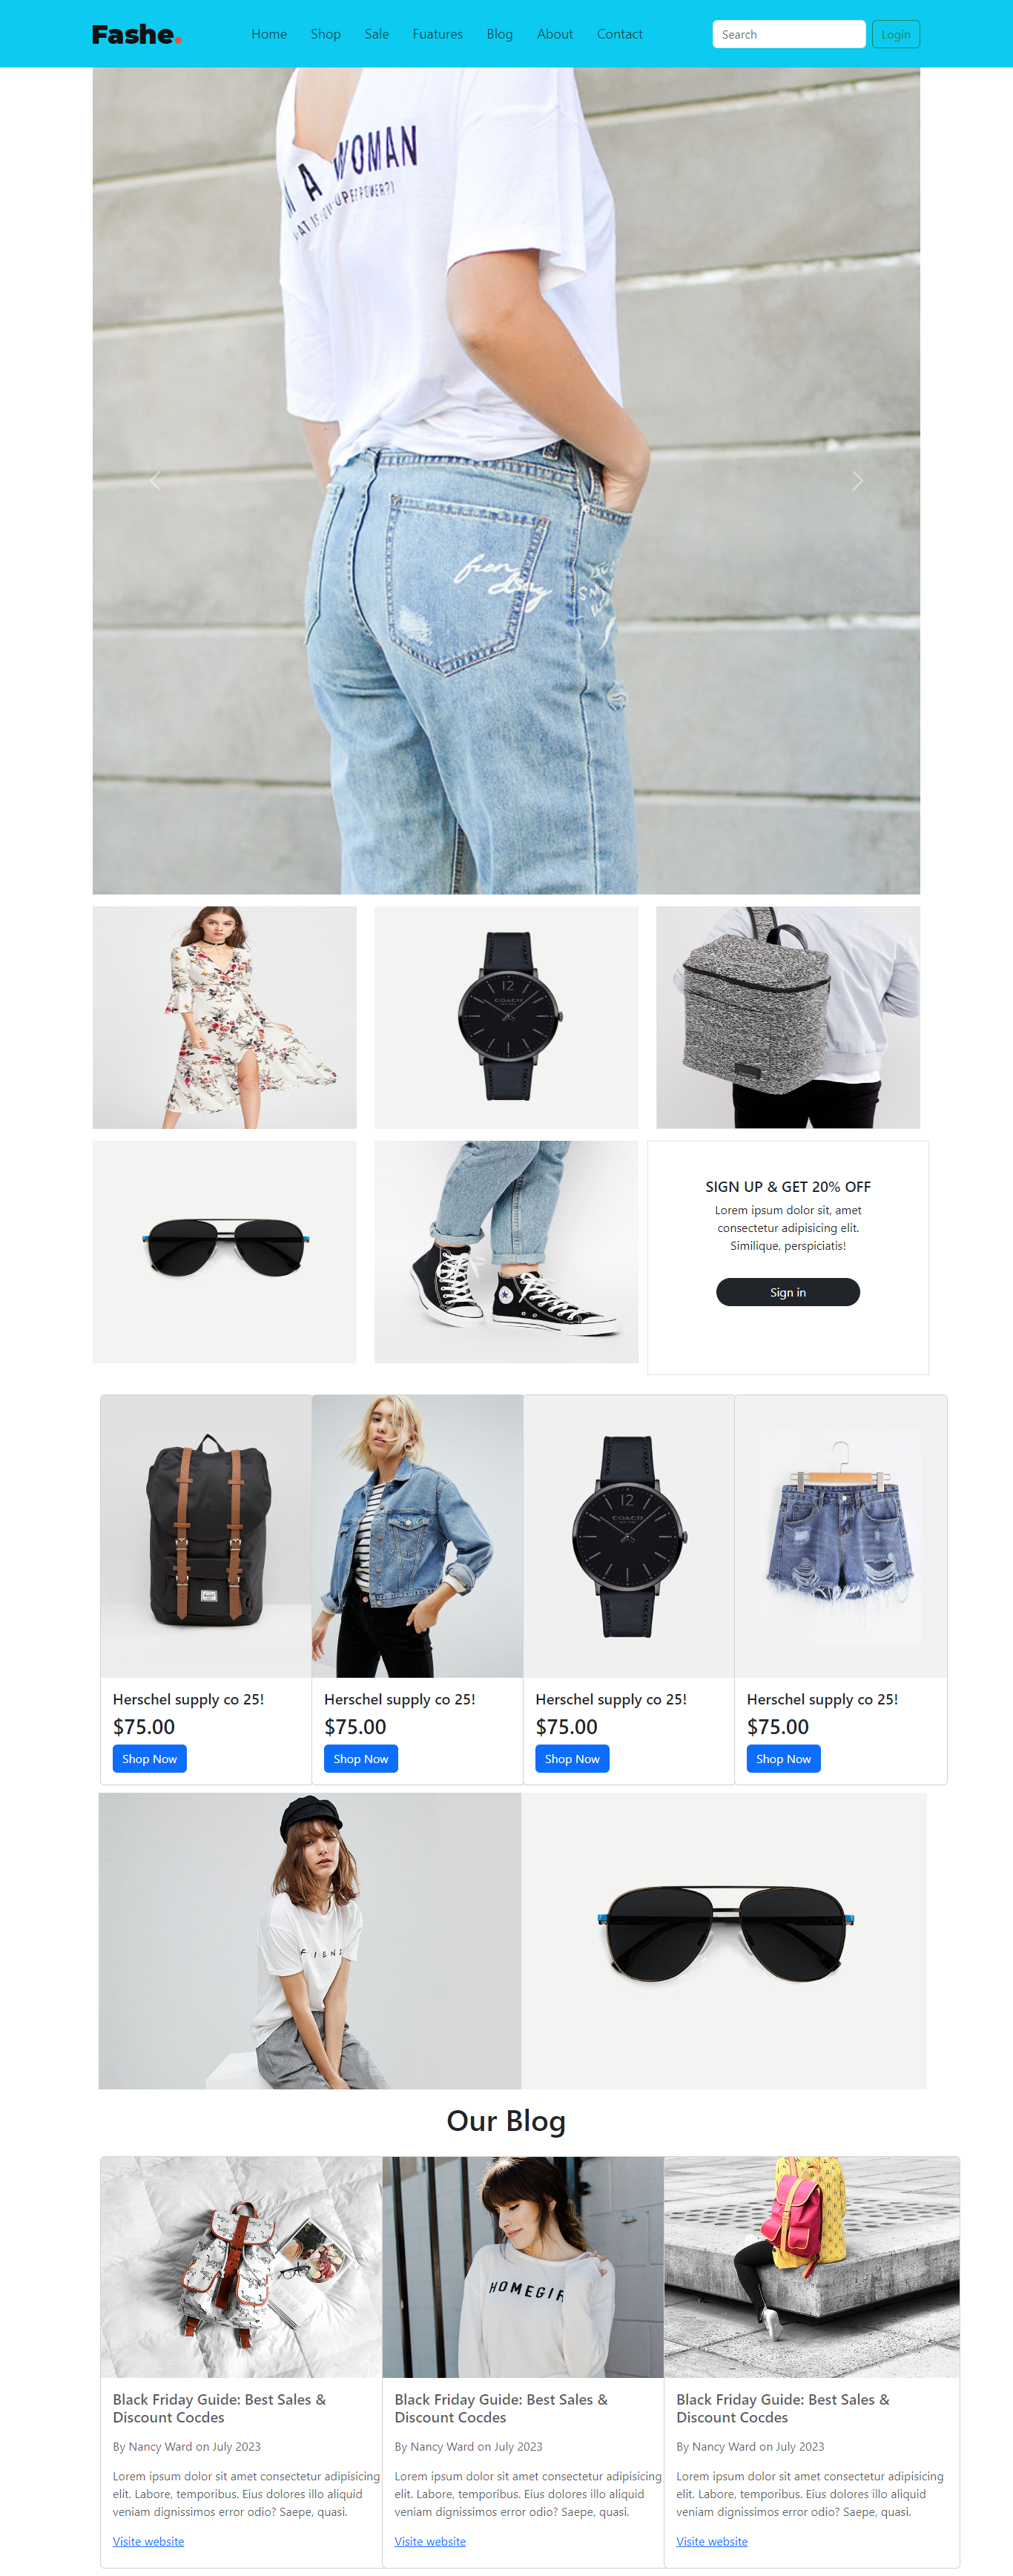 Fashe.
Home Shop Sale Fuatures Blog About Contact
Search
Login
A WOMAN
12
COACH
SIGN UP & GET 20% OFF
Lorem ipsum dolor sit, amet
consectetur adipisicing elit.
Similique, perspiciatis!
Sign in
12
COACH
Herschel supply co 25!
$75.00
Shop Now
Herschel supply co 25!
$75.00
Shop Now
Herschel supply co 25!
$75.00
Shop Now
Herschel supply co 25!
$75.00
Shop Now
FIEND
Our Blog
HOMEGIR
Black Friday Guide: Best Sales &
Discount Cocdes
By Nancy Ward on July 2023
Lorem ipsum dolor sit amet consectetur adipisicing
elit. Labore, temporibus. Eius dolores illo aliquid
veniam dignissimos error odio? Saepe, quasi.
Visite website
Black Friday Guide: Best Sales &
Discount Cocdes
By Nancy Ward on July 2023
Lorem ipsum dolor sit amet consectetur adipisicing
elit. Labore, temporibus. Eius dolores illo aliquid
veniam dignissimos error odio? Saepe, quasi.
Visite website
Black Friday Guide: Best Sales &
Discount Cocdes
By Nancy Ward on July 2023
Lorem ipsum dolor sit amet consectetur adipisicing
elit. Labore, temporibus. Eius dolores illo aliquid
veniam dignissimos error odio? Saepe, quasi.
Visite website